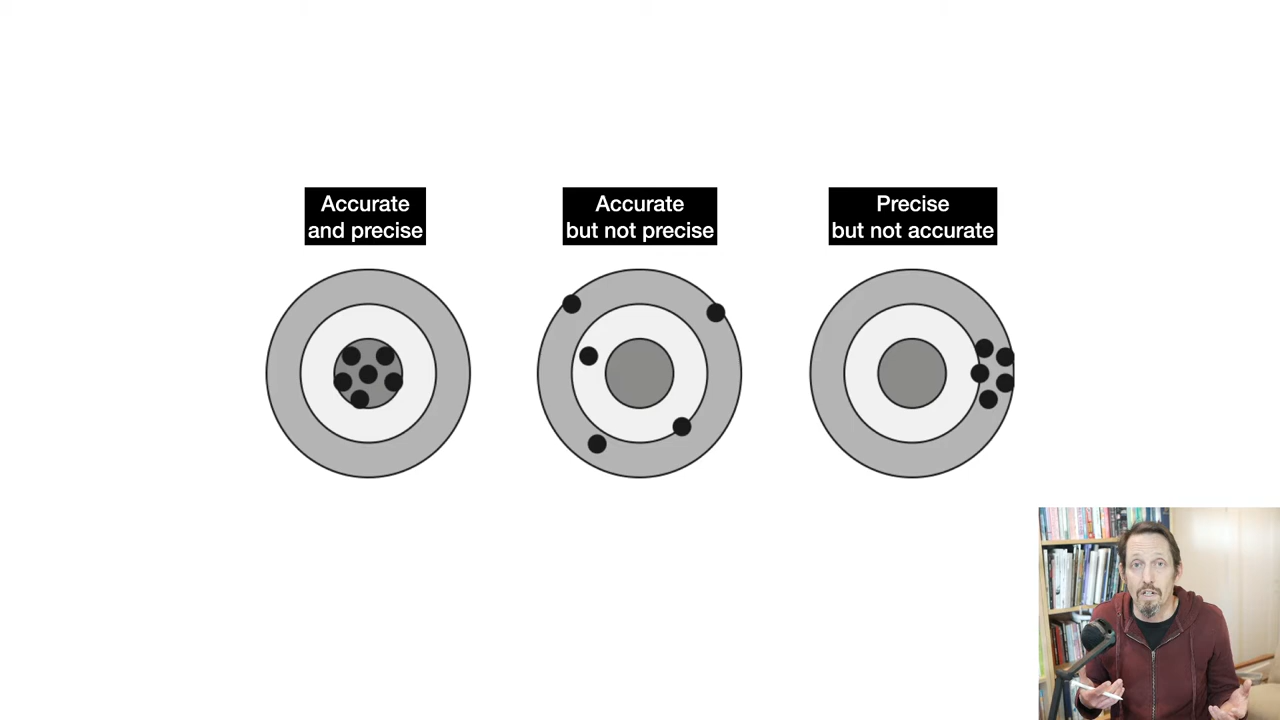 Accurate
and precise
Accurate
but not precise
Precise
but not accurate